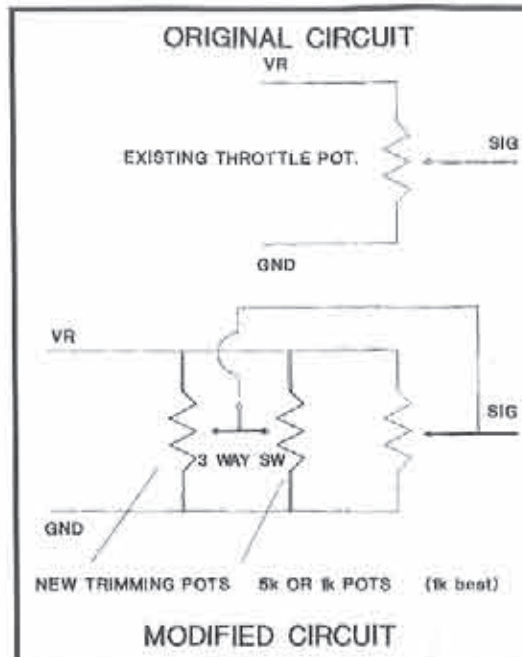 ORIGINAL CIRCUIT
VR
EXISTING THROTTLE POT.
SIG
GND
VR
SIG
3 WAY SW
GND
NEW TRIMMING POTS 5k OR 1k POTS (1k best)
MODIFIED CIRCUIT